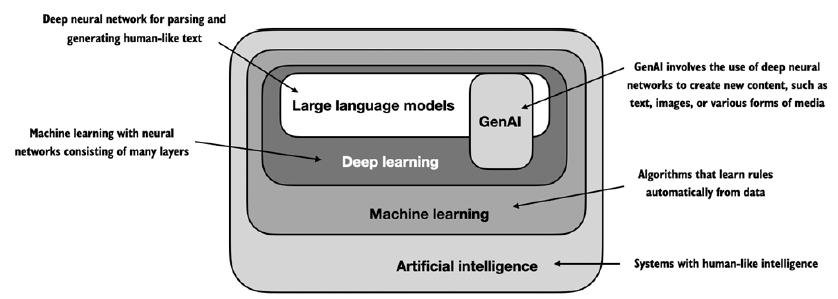 Deep neural network for parsing and
generating human-like text
GenAI involves the use of deep neural
networks to create new content, such as
text, images, or various forms of media
Large language models
GenAI
Machine learning with neural
networks consisting of many layers
Deep learning
Algorithms that learn rules
automatically from data
Machine learning
Artificial intelligence
Systems with human-like intelligence